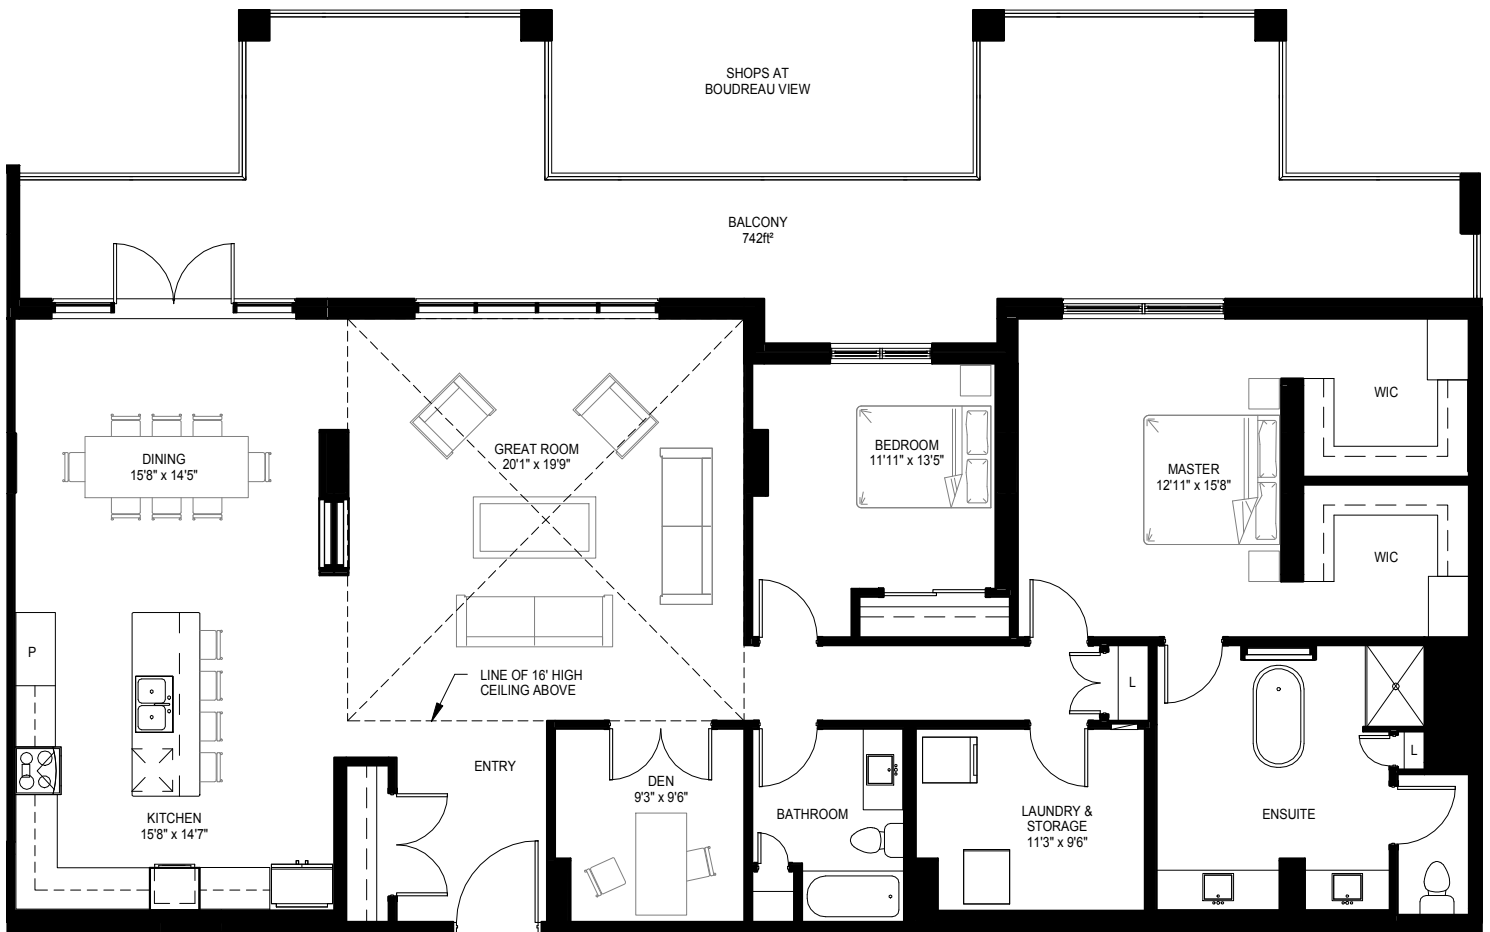 SHOPS AT
BOUDREAU VIEW
BALCONY
742ft²
WIC
GREAT ROOM
20'1" x 19'9"
BEDROOM
11'11" x 13'5"
DINING
15'8" x 14'5"
MASTER
12'11" x 15'8"
WIC
P
LINE OF 16' HIGH
CEILING ABOVE
L
L
ENTRY
DEN
9'3" x 9'6"
KITCHEN
15'8" x 14'7"
BATHROOM
LAUNDRY &
STORAGE
11'3" x 9'6"
ENSUITE